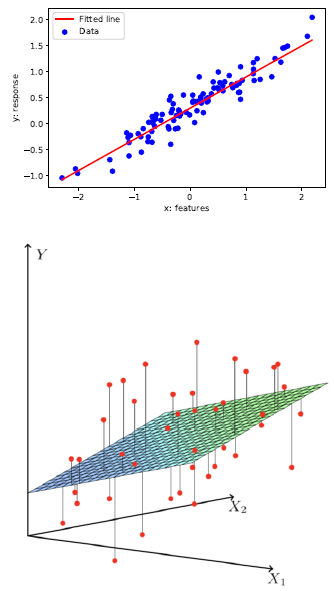 2.0
1.5
1.0
0.5
0.0
−0.5
−1.0
y: response
Fitted line
Data
−2
−1
0
1
2
x: features
Y
X₂
X₁